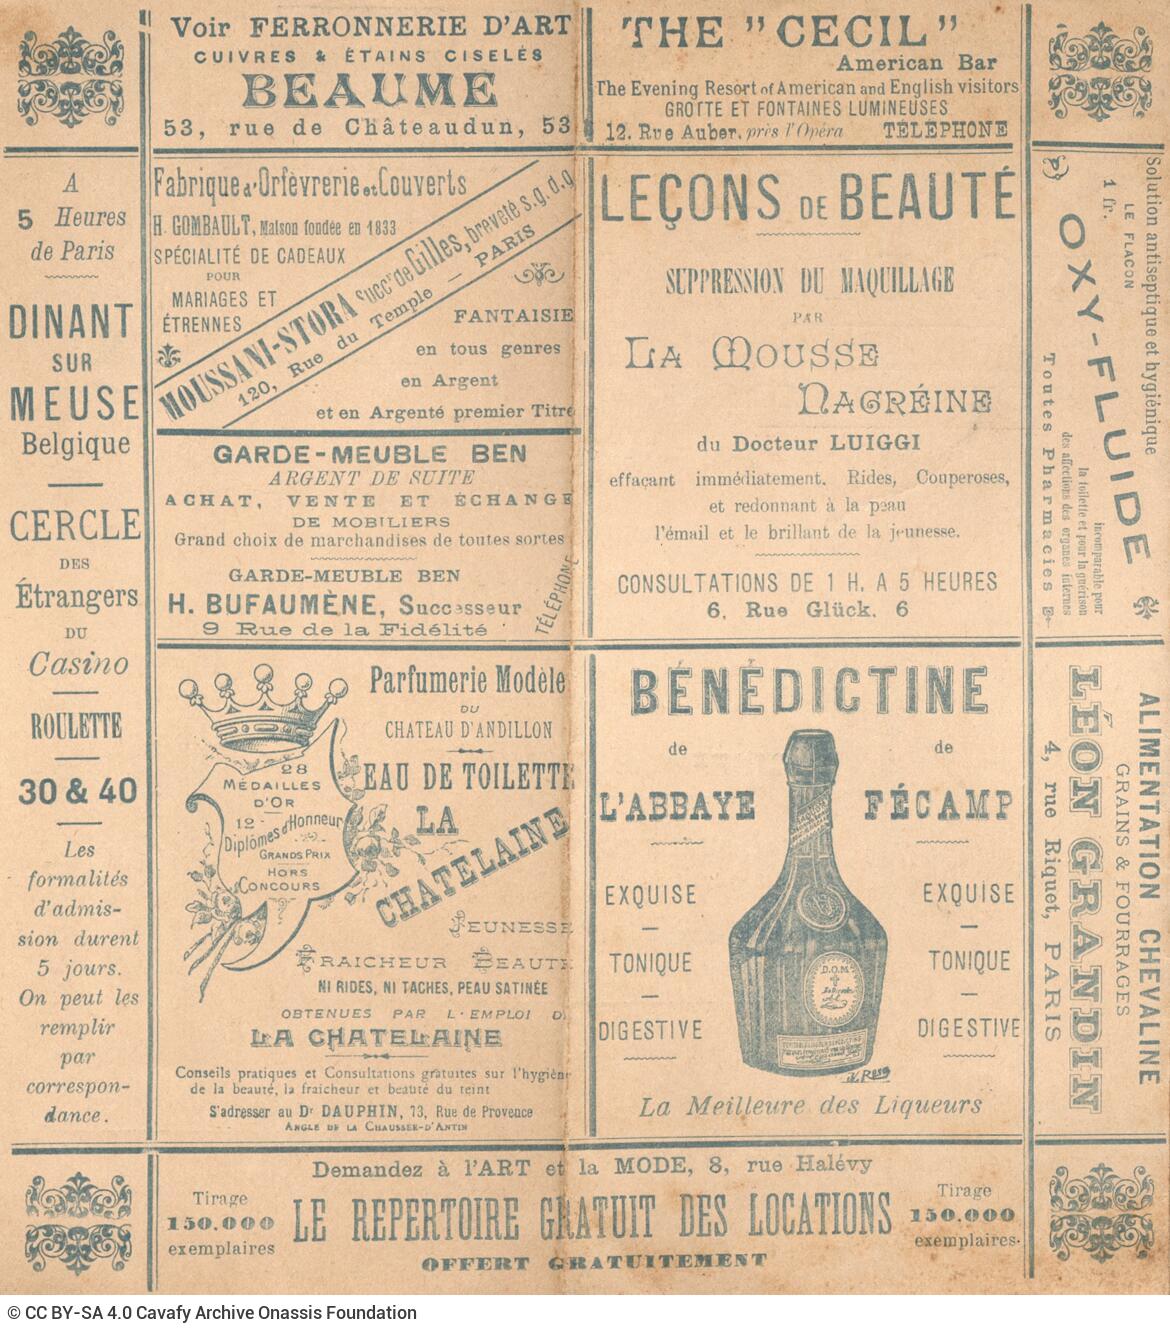 Voir FERRONNERIE D'ART
CUIVRES & ÉTAINS CISELÉS
BEAUME
53, rue de Châteaudun, 53
THE "CECIL"
American Bar
The Evening Resort of American and English visitors
GROTTE ET FONTAINES LUMINEUSES
12. Rue Auber. près l'Opéra TÉLÉPHONE
A
5 Heures
de Paris
DINANT
SUR
MEUSE
Belgique
CERCLE
DES
Étrangers
DU
Casino
ROULETTE
30 & 40
Les
formalités
d'admis-
sion durent
5 jours.
On peut les
remplir
par
correspon-
dance.
Fabrique d'Orfèvrerie et Couverts
H. GOMBAULT, Maison fondée en 1833
SPÉCIALITÉ DE CADEAUX
POUR
MARIAGES ET
ÉTRENNES
MOUSSANI-STORA Succr de Gilles, breveté s.g.d.g
120, Rue du Temple — PARIS
FANTAISIE
en tous genres
en Argent
et en Argenté premier Titre
GARDE-MEUBLE BEN
ARGENT DE SUITE
ACHAT, VENTE ET ÉCHANGE
DE MOBILIERS
Grand choix de marchandises de toutes sortes
GARDE-MEUBLE BEN
H. BUFAUMÈNE, Successeur
9 Rue de la Fidélité
TÉLÉPHONE
LEÇONS DE BEAUTÉ
SUPPRESSION DU MAQUILLAGE
PAR
LA MOUSSE
NAGRÉINE
du Docteur LUIGGI
effaçant immédiatement. Rides, Couperoses,
et redonnant à la peau
l'émail et le brillant de la jeunesse.
CONSULTATIONS DE 1 H. A 5 HEURES
6, Rue Glück. 6
Solution antiseptique et hygiénique
1 fr. LE FLACON
OXY-FLUIDE
incomparable pour
la toilette et pour la guérison
des affections des organes internes
Toutes Pharmacies
28
MÉDAILLES
D'OR
12
Diplômes d'Honneur
GRANDS PRIX
HORS
CONCOURS
Parfumerie Modèle
DU
CHATEAU D'ANDILLON
EAU DE TOILETTE
LA
CHATELAINE
JEUNESSE
FRAICHEUR BEAUTÉ
NI RIDES, NI TACHES, PEAU SATINÉE
OBTENUES PAR L'EMPLOI D
LA CHATELAINE
Conseils pratiques et Consultations gratuites sur l'hygiène
de la beauté, la fraicheur et beauté du teint
S'adresser au Dr DAUPHIN, 73, Rue de Provence
ANGLE DE LA CHAUSSÉE-D'ANTIN
BÉNÉDICTINE
de de
L'ABBAYE FÉCAMP
EXQUISE EXQUISE
TONIQUE TONIQUE
DIGESTIVE DIGESTIVE
D.O.M
La Meilleure des Liqueurs
ALIMENTATION CHEVALINE
GRAINS & FOURRAGES
LÉON GRANDIN
4, rue Riquet, PARIS
Demandez à l'ART et la MODE, 8, rue Halévy
Tirage
150.000
exemplaires
LE REPERTOIRE GRATUIT DES LOCATIONS
OFFERT GRATUITEMENT
Tirage
150.000
exemplaires.
© CC BY-SA 4.0 Cavafy Archive Onassis Foundation